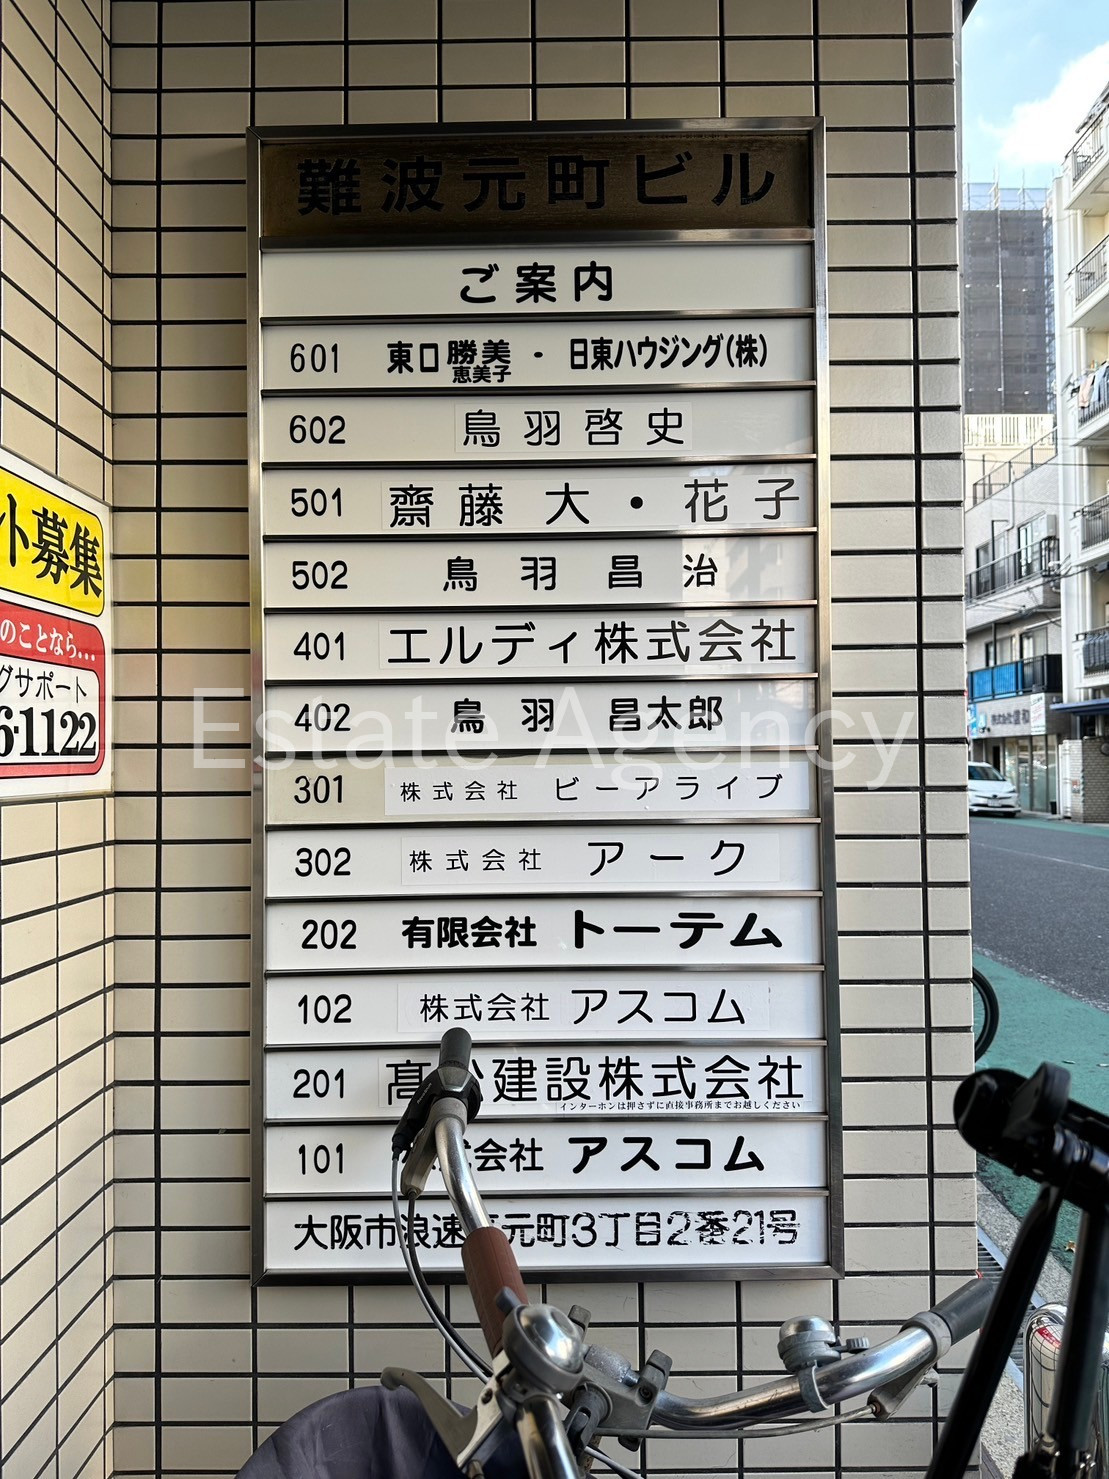 難波元町ビル
ご案内
601 東口勝美・日東ハウジング(株)
恵美子
602 鳥羽啓史
501 齋藤 大・花子
502 鳥羽昌治
401 エルディ株式会社
402 鳥羽 昌太郎
301 株式会社 ビーアライブ
302 株式会社 アーク
202 有限会社 トーテム
102 株式会社 アスコム
201 髙松建設株式会社
インターホンは押さずに直接事務所までお越しください
101 株式会社 アスコム
大阪市浪速区元町3丁目2番21号
ト募集
のことなら...
グサポート
6-1122
Estate Agency